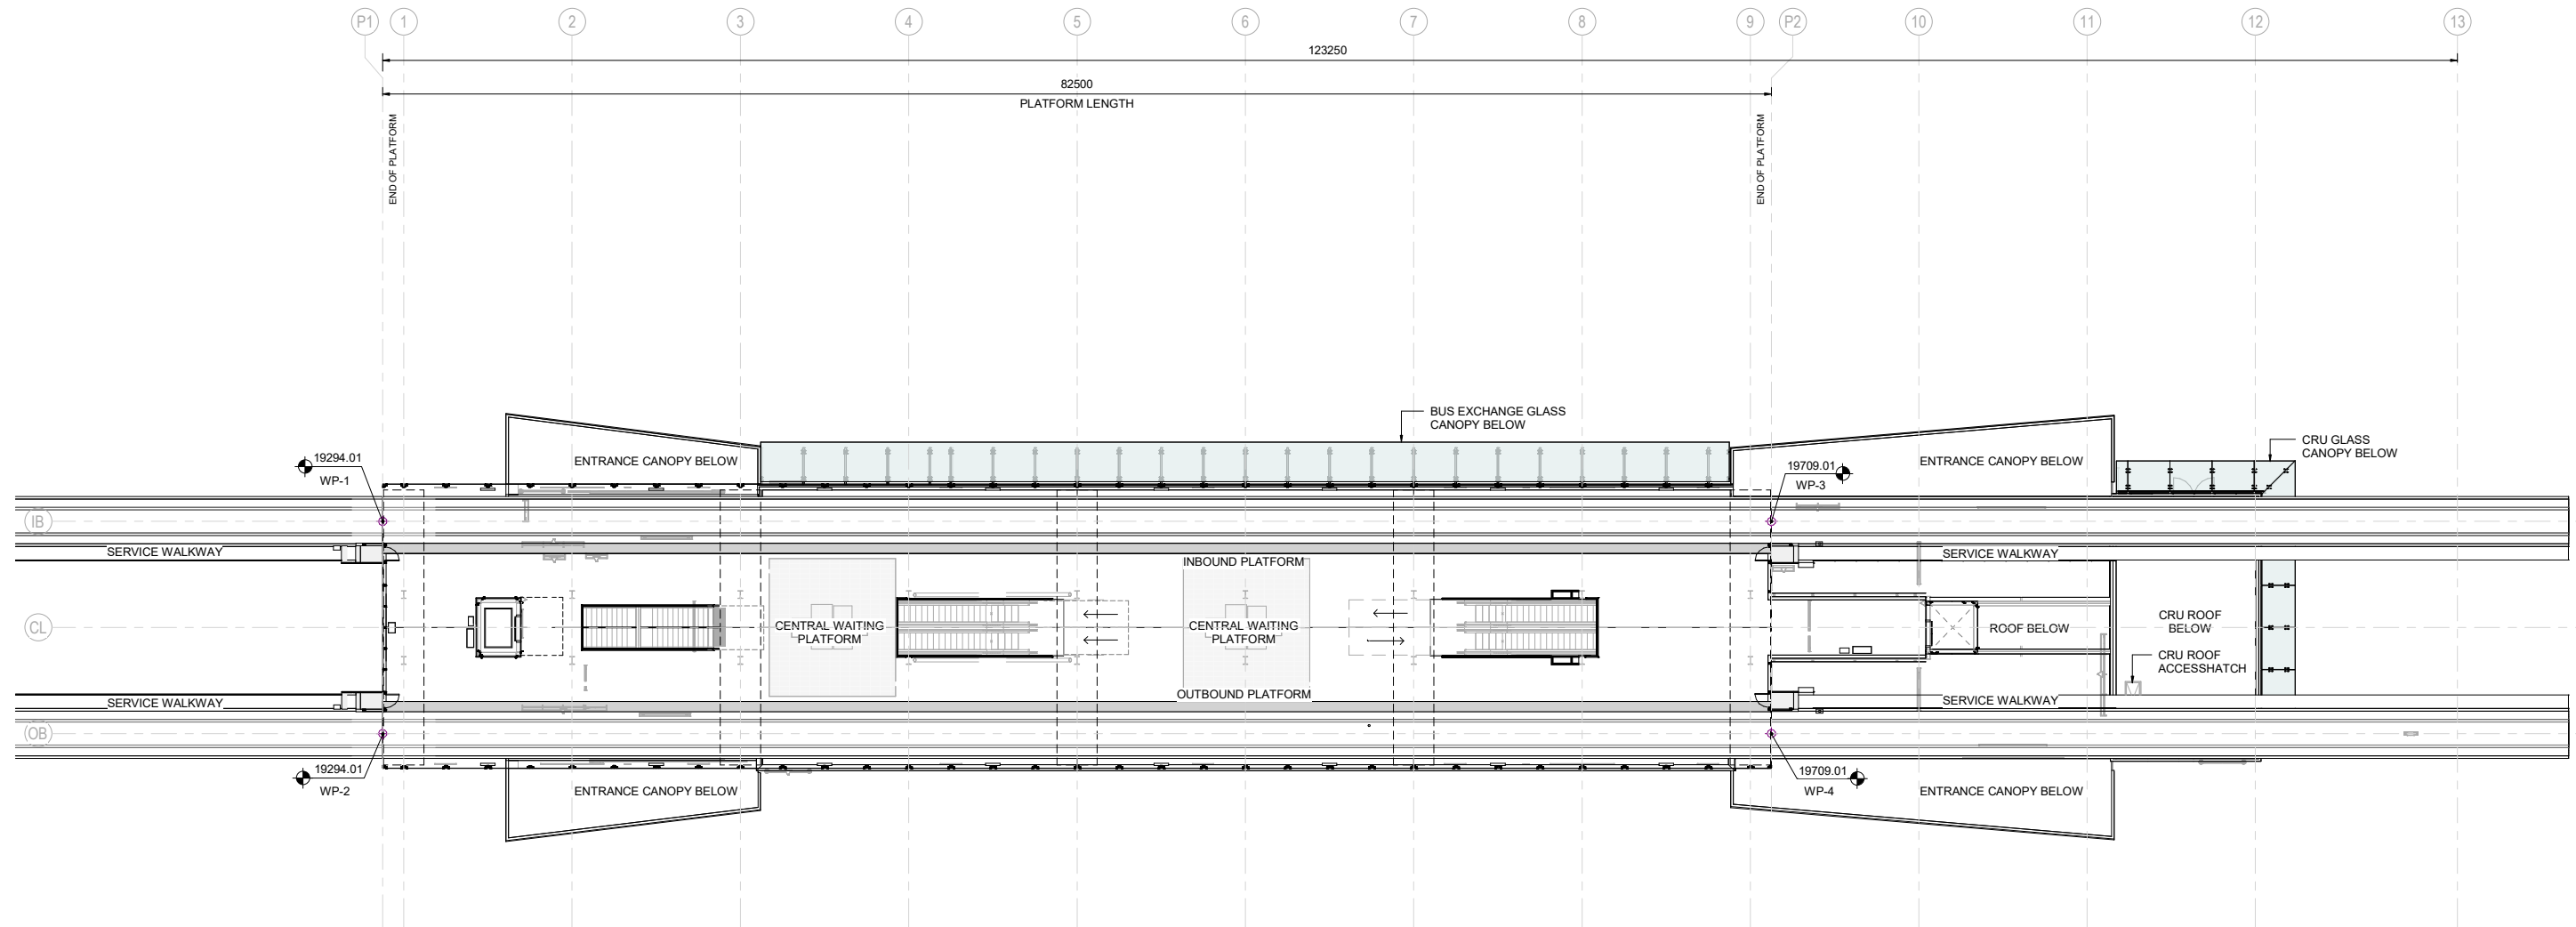 P1 1 2 3 4 5 6 7 8 9 P2 10 11 12 13
123250
82500
PLATFORM LENGTH
END OF PLATFORM
END OF PLATFORM
BUS EXCHANGE GLASS
CANOPY BELOW
CRU GLASS
CANOPY BELOW
19294.01
WP-1
ENTRANCE CANOPY BELOW
19709.01
WP-3
ENTRANCE CANOPY BELOW
IB
SERVICE WALKWAY
INBOUND PLATFORM
SERVICE WALKWAY
CL
CENTRAL WAITING
PLATFORM
CENTRAL WAITING
PLATFORM
ROOF BELOW
CRU ROOF
BELOW
CRU ROOF
ACCESSHATCH
OUTBOUND PLATFORM
SERVICE WALKWAY
SERVICE WALKWAY
OB
19294.01
WP-2
ENTRANCE CANOPY BELOW
19709.01
WP-4
ENTRANCE CANOPY BELOW